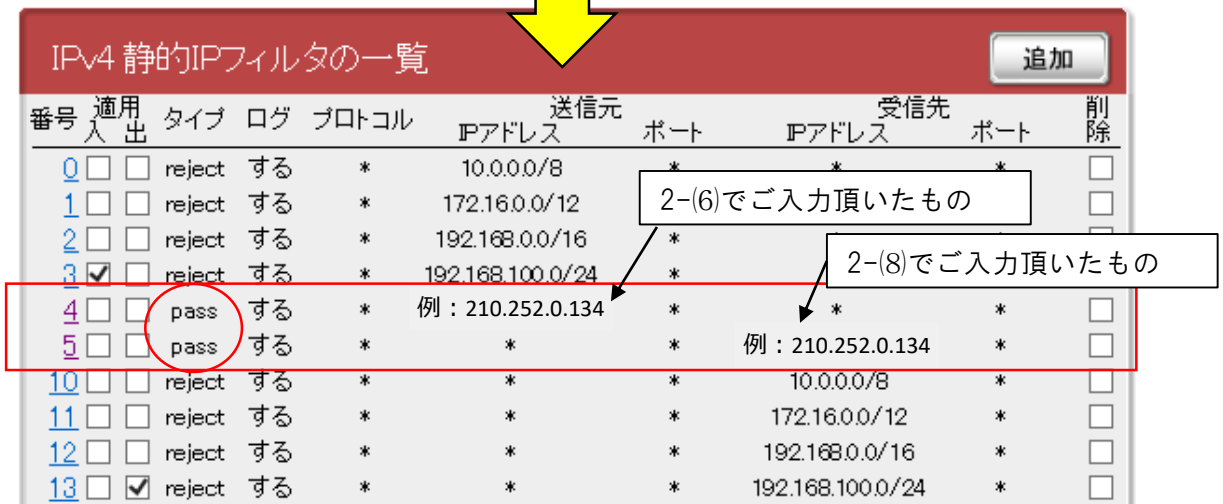 IPv4 静的IPフィルタの一覧 追加
番号 適用 タイプ ログ プロトコル 送信元 受信先 削除
入 出 IPアドレス ポート IPアドレス ポート
0 reject する * 10.0.0.0/8 * * *
1 reject する * 172.16.0.0/12
2-⑹でご入力頂いたもの
2 reject する * 192.168.0.0/16 *
2-⑻でご入力頂いたもの
3 reject する * 192.168.100.0/24 *
4 pass する * 例：210.252.0.134 * * *
5 pass する * * * 例：210.252.0.134 *
10 reject する * * * 10.0.0.0/8 *
11 reject する * * * 172.16.0.0/12 *
12 reject する * * * 192.168.0.0/16 *
13 reject する * * * 192.168.100.0/24 *